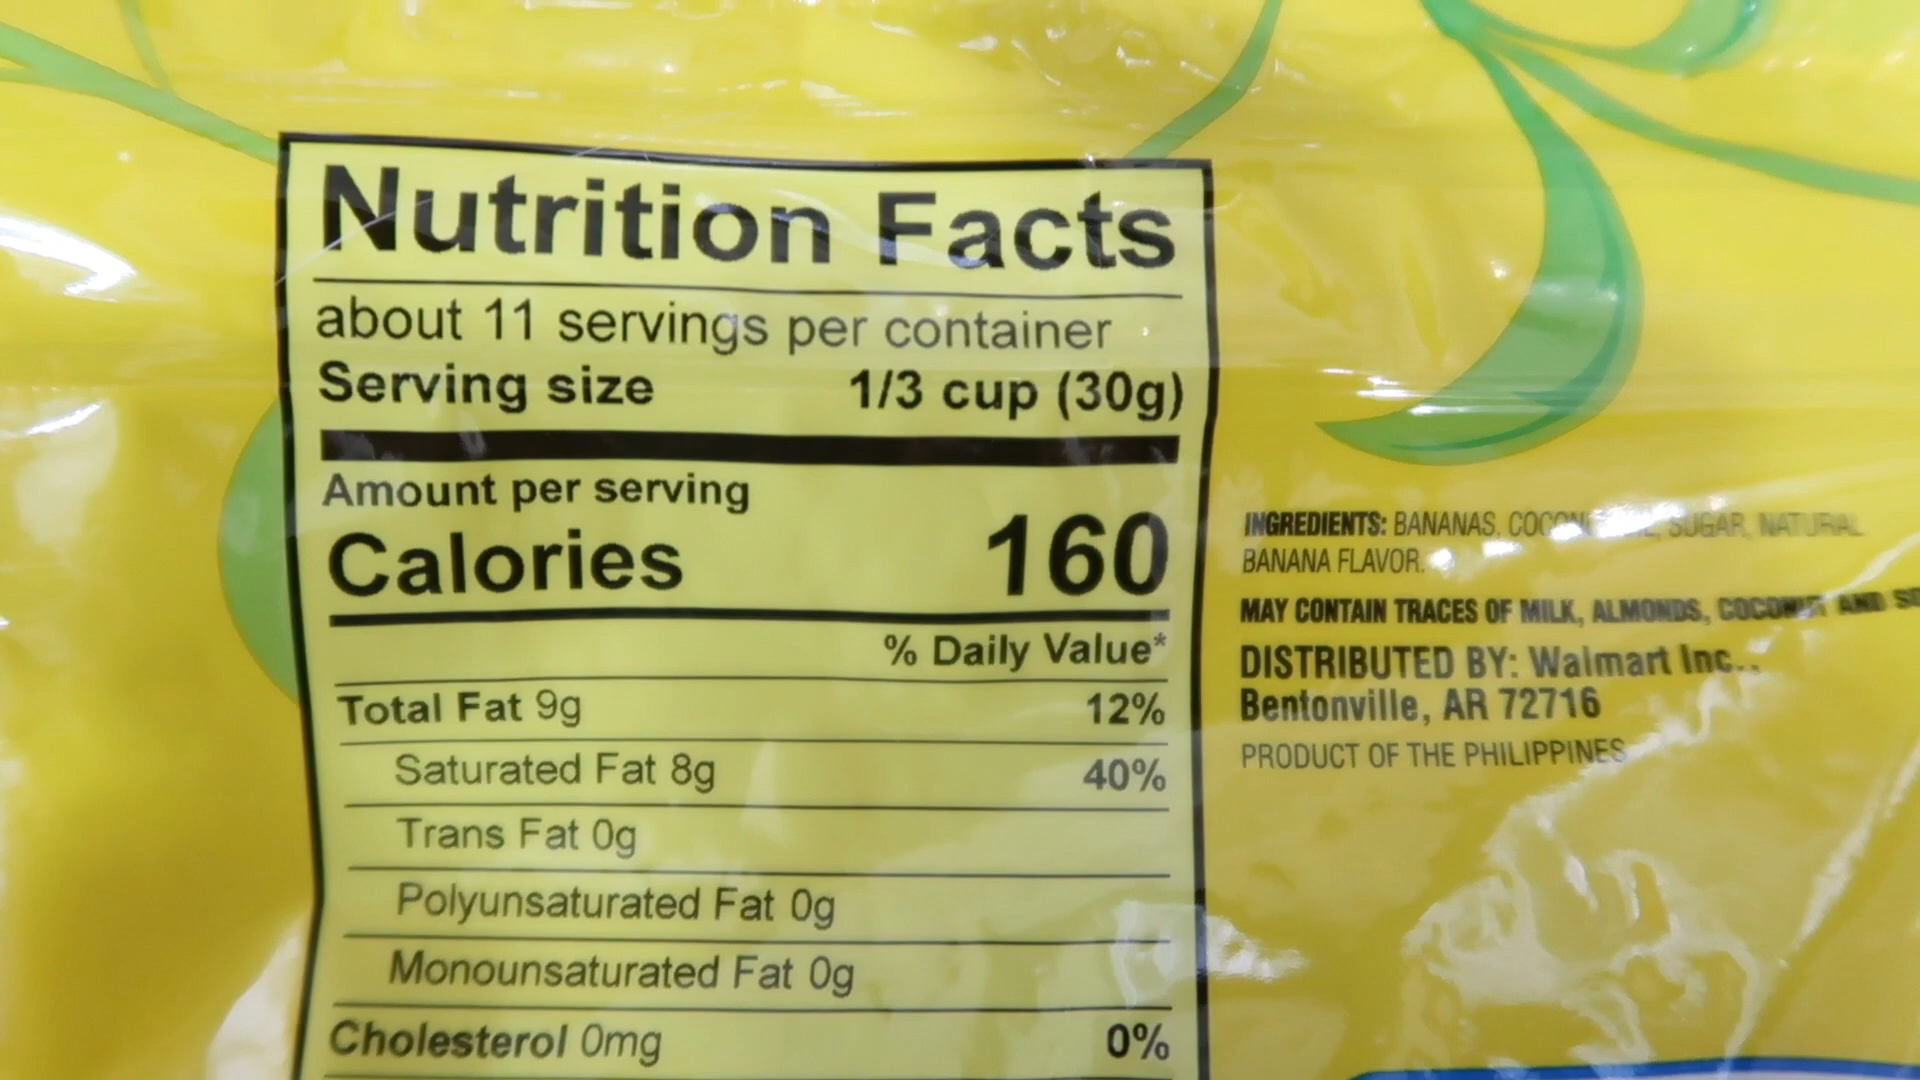 Nutrition Facts
about 11 servings per container
Serving size 1/3 cup (30g)
Amount per serving
Calories 160
% Daily Value*
Total Fat 9g 12%
Saturated Fat 8g 40%
Trans Fat 0g
Polyunsaturated Fat 0g
Monounsaturated Fat 0g
Cholesterol 0mg 0%
INGREDIENTS: BANANAS, SUGAR, NATURAL
BANANA FLAVOR.
MAY CONTAIN TRACES OF MILK, ALMONDS, COCONUT AND
DISTRIBUTED BY: Walmart Inc.,
Bentonville, AR 72716
PRODUCT OF THE PHILIPPINES